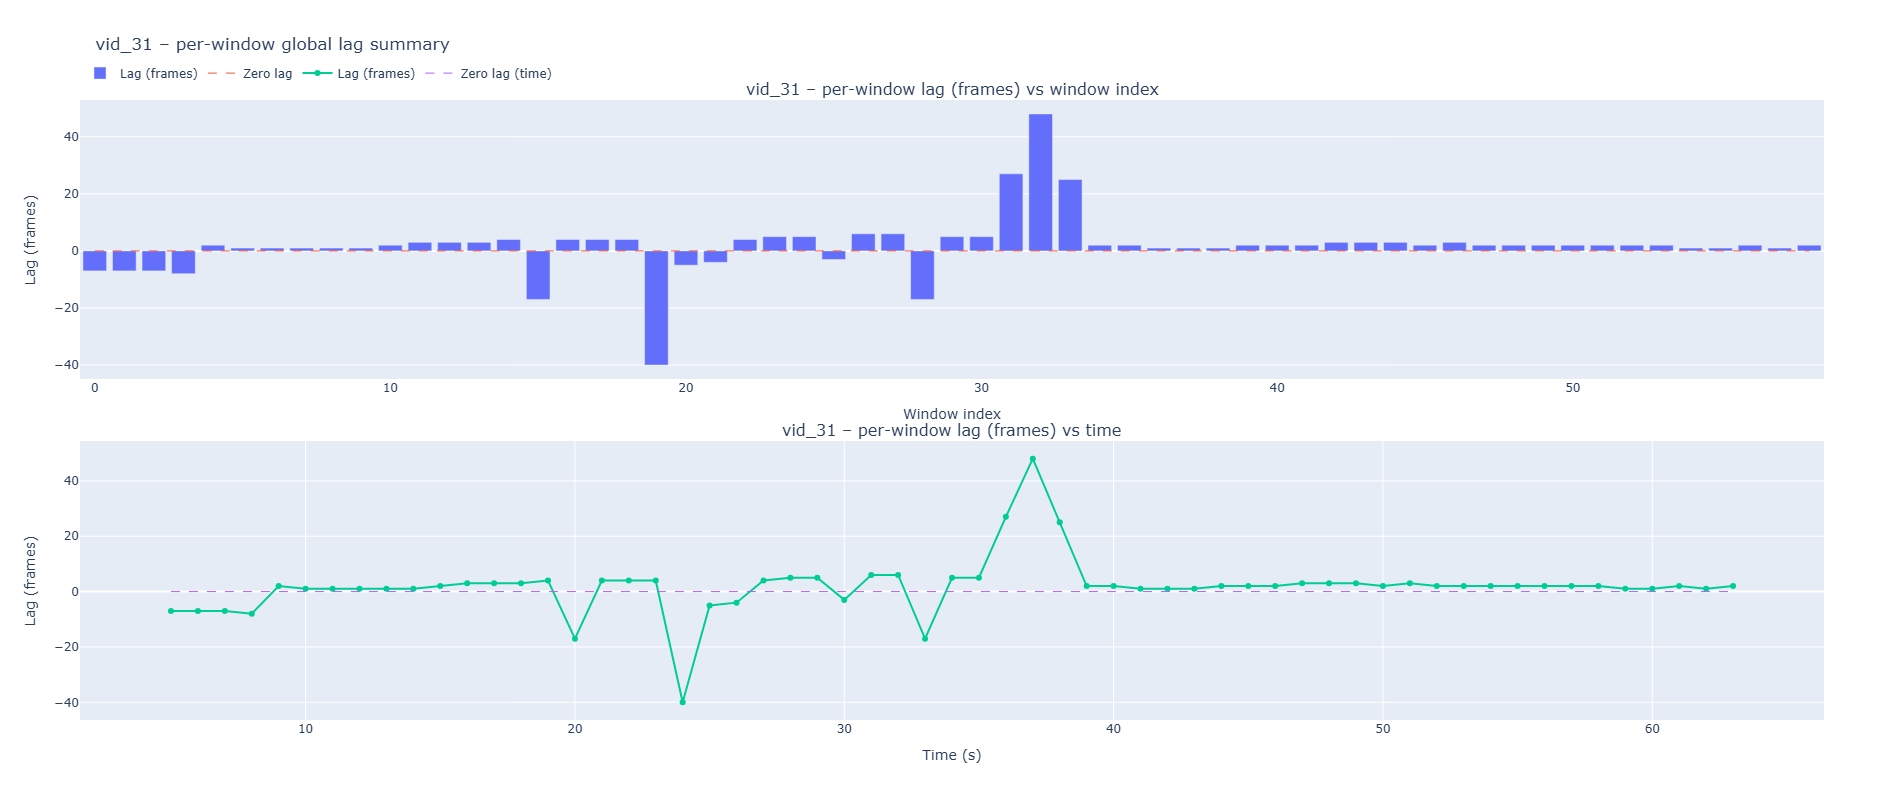 vid_31 – per-window global lag summary
Lag (frames) Zero lag Lag (frames) Zero lag (time)
vid_31 – per-window lag (frames) vs window index
Lag (frames)
40
20
0
−20
−40
0 10 20 30 40 50
Window index
vid_31 – per-window lag (frames) vs time
Lag (frames)
40
20
0
−20
−40
10 20 30 40 50 60
Time (s)